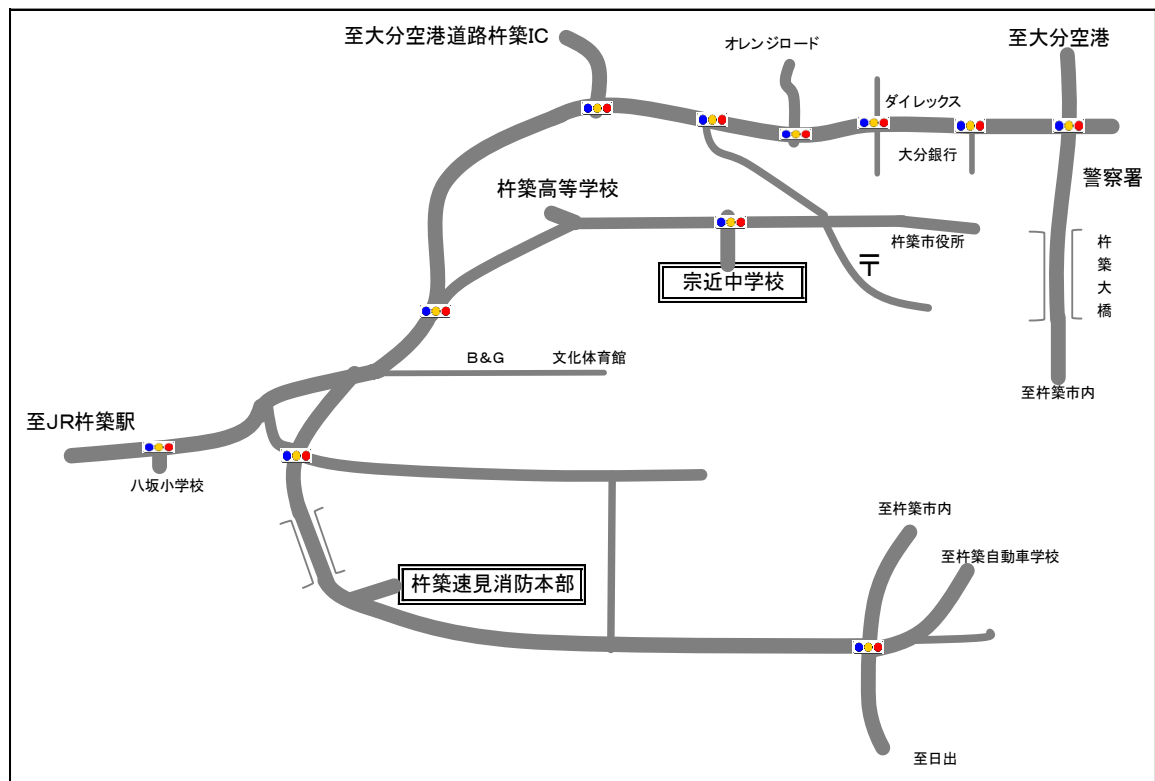 至大分空港道路杵築IC
オレンジロード
至大分空港
ダイレックス
大分銀行
警察署
杵築高等学校
杵築市役所
杵築大橋
〒
宗近中学校
B&G
文化体育館
至杵築市内
至JR杵築駅
八坂小学校
至杵築市内
至杵築自動車学校
杵築速見消防本部
至日出